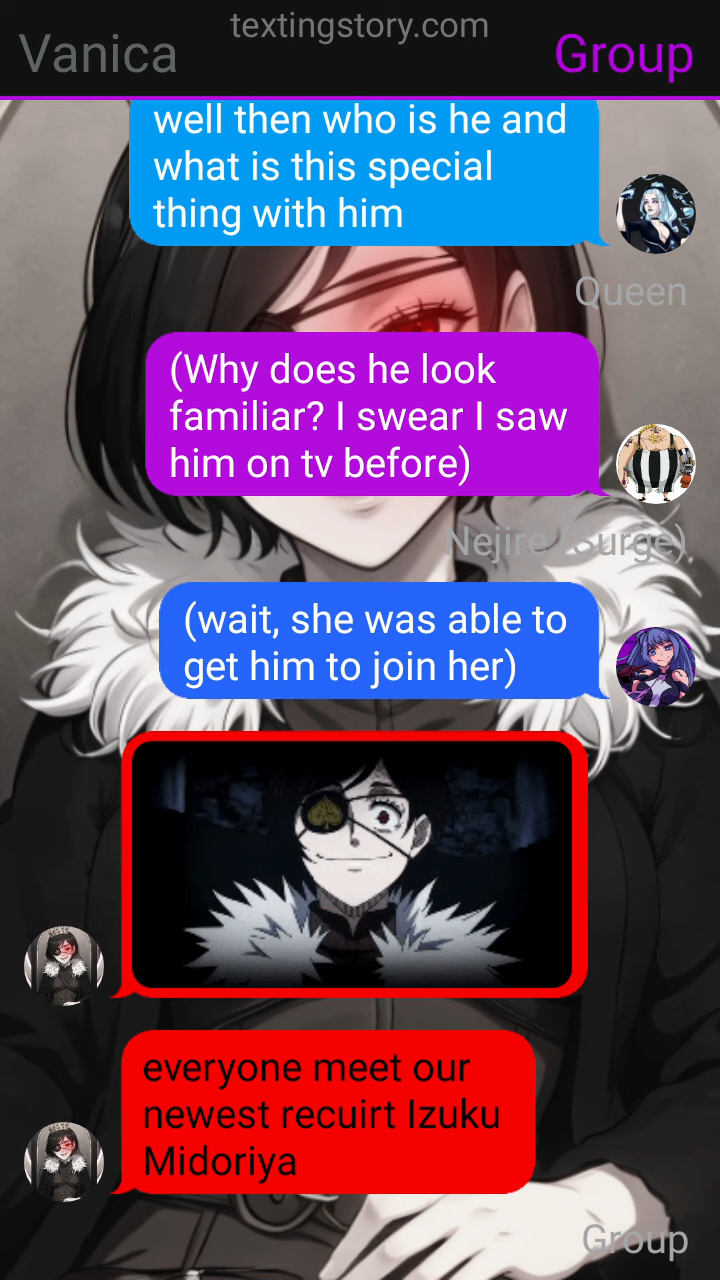 textingstory.com
Vanica
Group
well then who is he and
what is this special
thing with him
Queen
(Why does he look
familiar? I swear I saw
him on tv before)
Nejire (Surge)
(wait, she was able to
get him to join her)
everyone meet our
newest recuirt Izuku
Midoriya
Group